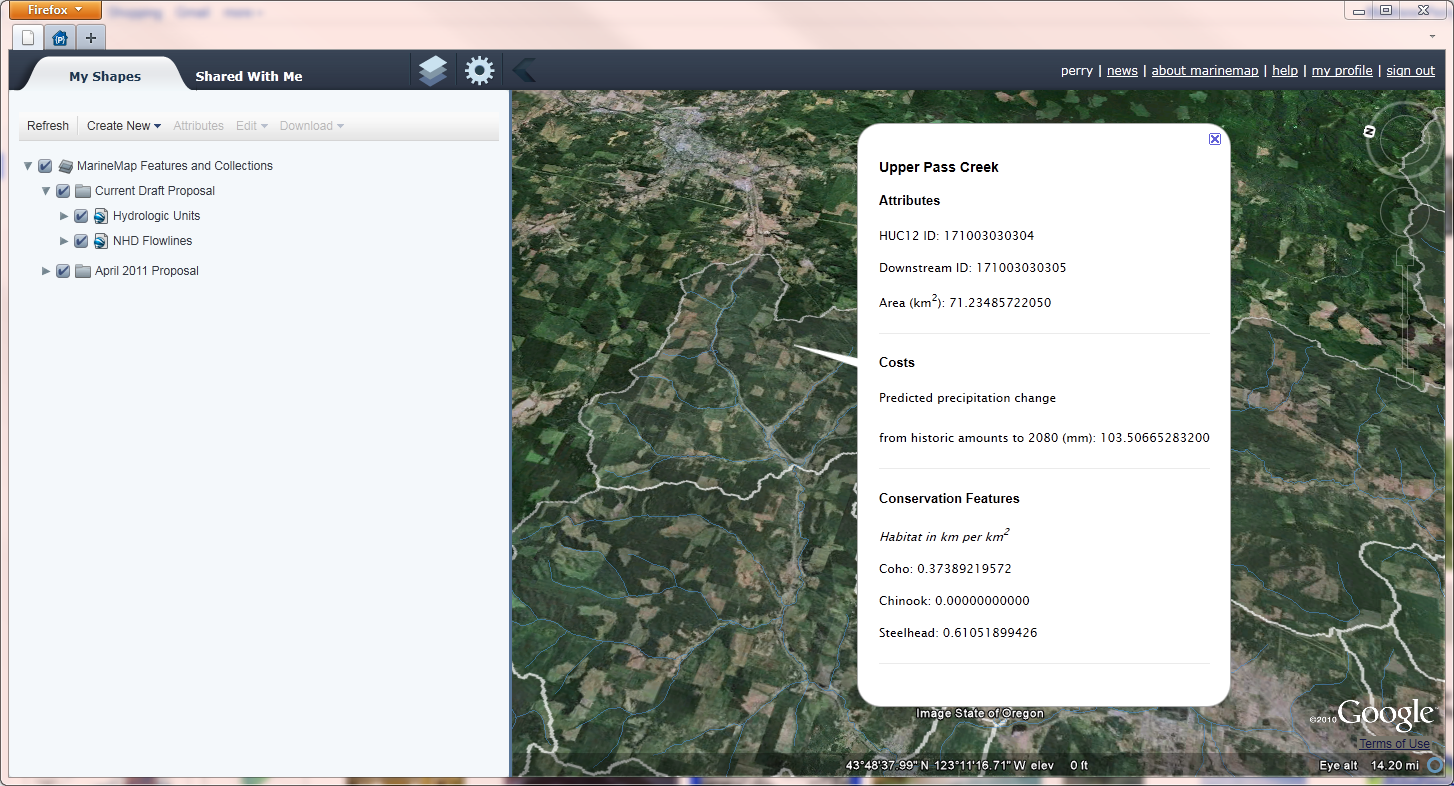 Firefox
Shopping Gmail more
My Shapes
Shared With Me
perry | news | about marinemap | help | my profile | sign out
Refresh Create New Attributes Edit Download
MarineMap Features and Collections
Current Draft Proposal
Hydrologic Units
NHD Flowlines
April 2011 Proposal
N
Upper Pass Creek
Attributes
HUC12 ID: 171003030304
Downstream ID: 171003030305
Area (km²): 71.23485722050
Costs
Predicted precipitation change
from historic amounts to 2080 (mm): 103.50665283200
Conservation Features
Habitat in km per km²
Coho: 0.37389219572
Chinook: 0.00000000000
Steelhead: 0.61051899426
Image State of Oregon
©2010 Google
Terms of Use
43°48'37.99" N 123°11'16.71" W elev 0 ft
Eye alt 14.20 mi